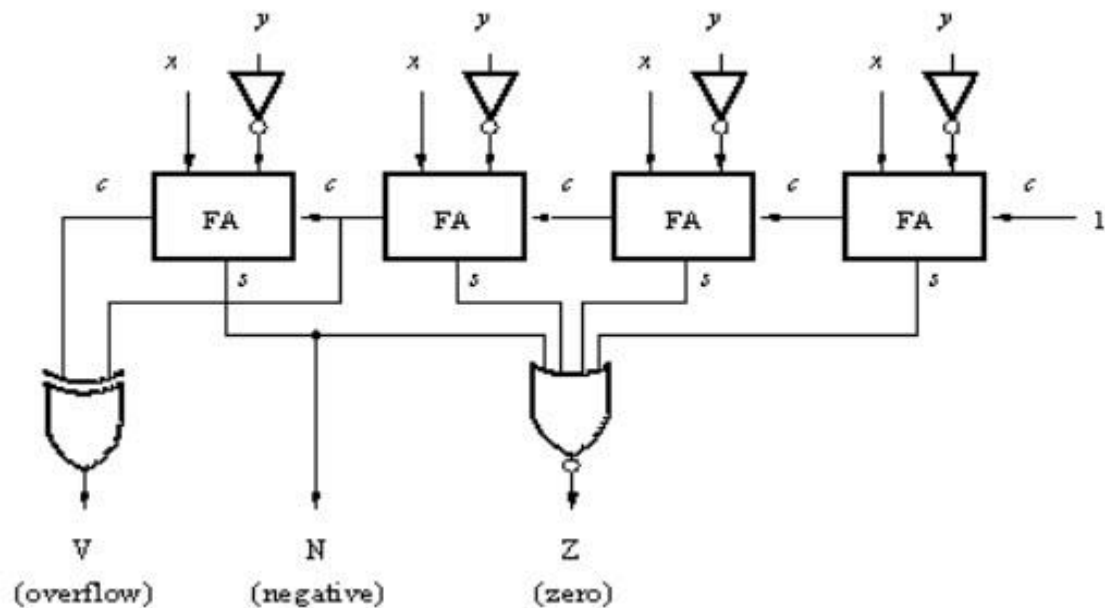 y y y y
x x x x
c c c c c
FA FA FA FA 1
s s s s
V N Z
(overflow) (negative) (zero)